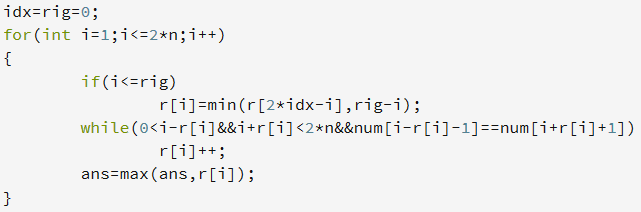 idx=rig=0;
for(int i=1;i<=2*n;i++)
{
if(i<=rig)
r[i]=min(r[2*idx-i],rig-i);
while(0<i-r[i]&&i+r[i]<2*n&&num[i-r[i]-1]==num[i+r[i]+1])
r[i]++;
ans=max(ans,r[i]);
}